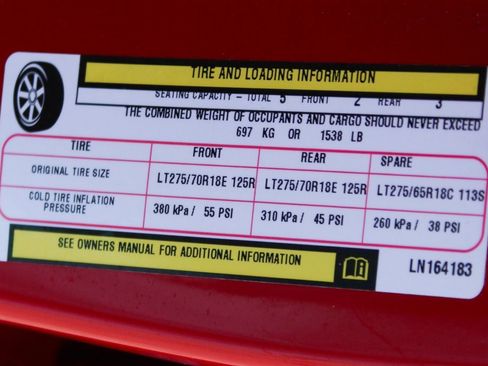 TIRE AND LOADING INFORMATION
SEATING CAPACITY - TOTAL 5 FRONT 2 REAR 3
THE COMBINED WEIGHT OF OCCUPANTS AND CARGO SHOULD NEVER EXCEED
697 KG OR 1538 LB
TIRE FRONT REAR SPARE
ORIGINAL TIRE SIZE LT275/70R18E 125R LT275/70R18E 125R LT275/65R18C 113S
COLD TIRE INFLATION PRESSURE 380 kPa / 55 PSI 310 kPa / 45 PSI 260 kPa / 38 PSI
SEE OWNERS MANUAL FOR ADDITIONAL INFORMATION
LN164183